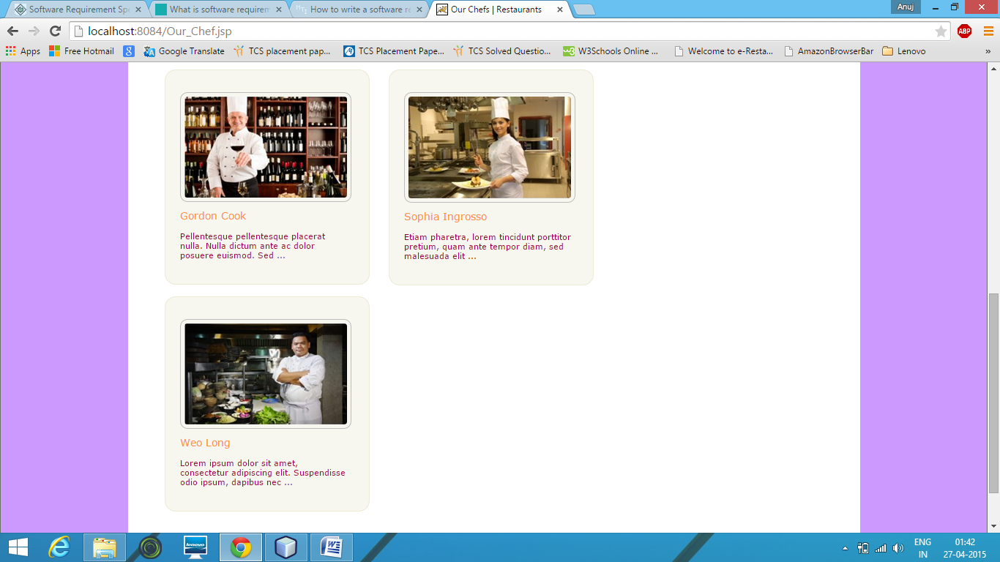 Software Requirement Spe
What is software requirem
How to write a software re
Our Chefs | Restaurants
Anuj
localhost:8084/Our_Chef.jsp
ABP
Apps
Free Hotmail
Google Translate
TCS placement pap...
TCS Placement Pape...
TCS Solved Questio...
W3Schools Online ...
Welcome to e-Resta...
AmazonBrowserBar
Lenovo
»
Gordon Cook
Pellentesque pellentesque placerat
nulla. Nulla dictum ante ac dolor
posuere euismod. Sed ...
Sophia Ingrosso
Etiam pharetra, lorem tincidunt porttitor
pretium, quam ante tempor diam, sed
malesuada elit ...
Weo Long
Lorem ipsum dolor sit amet,
consectetur adipiscing elit. Suspendisse
odio ipsum, dapibus nec ...
lenovo
ENG
IN
01:42
27-04-2015